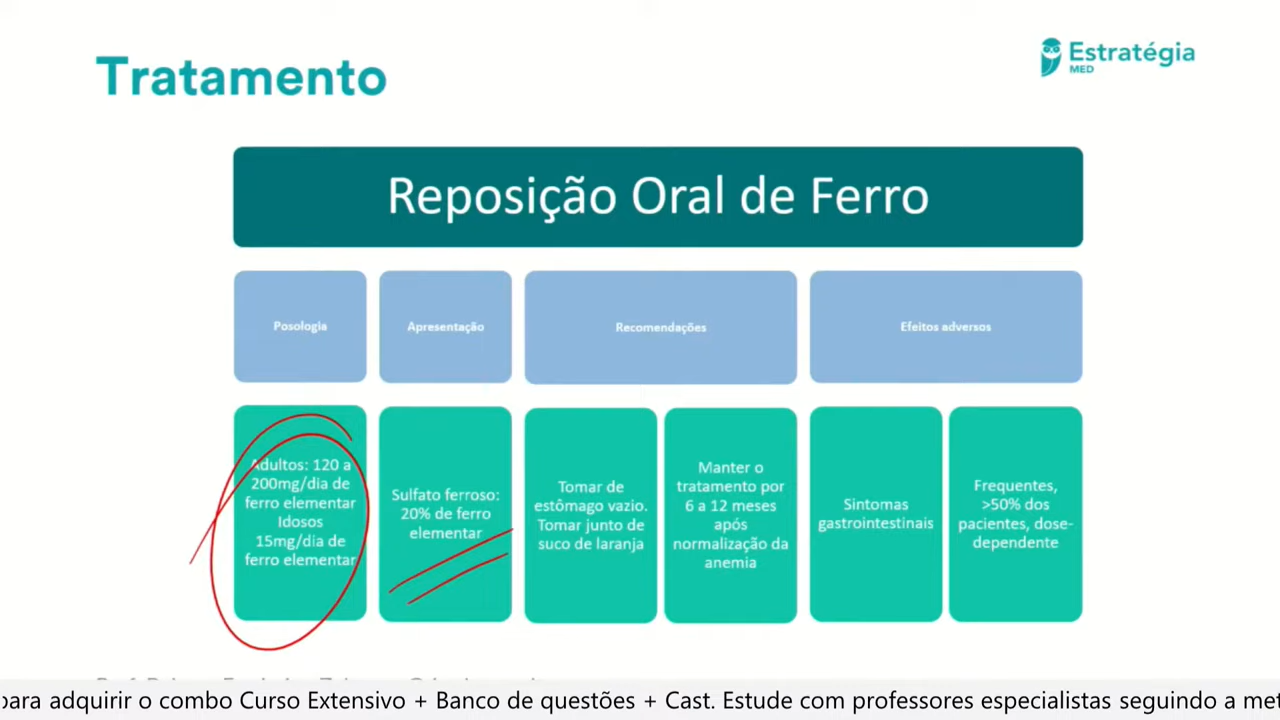 Tratamento
Estratégia
MED
Reposição Oral de Ferro
Posologia
Apresentação
Recomendações
Efeitos adversos
Adultos: 120 a
200mg/dia de
ferro elementar
Idosos
15mg/dia de
ferro elementar
Sulfato ferroso:
20% de ferro
elementar
Tomar de
estômago vazio.
Tomar junto de
suco de laranja
Manter o
tratamento por
6 a 12 meses
após
normalização da
anemia
Sintomas
gastrointestinais
Frequentes,
>50% dos
pacientes, dose-
dependente
para adquirir o combo Curso Extensivo + Banco de questões + Cast. Estude com professores especialistas seguindo a met